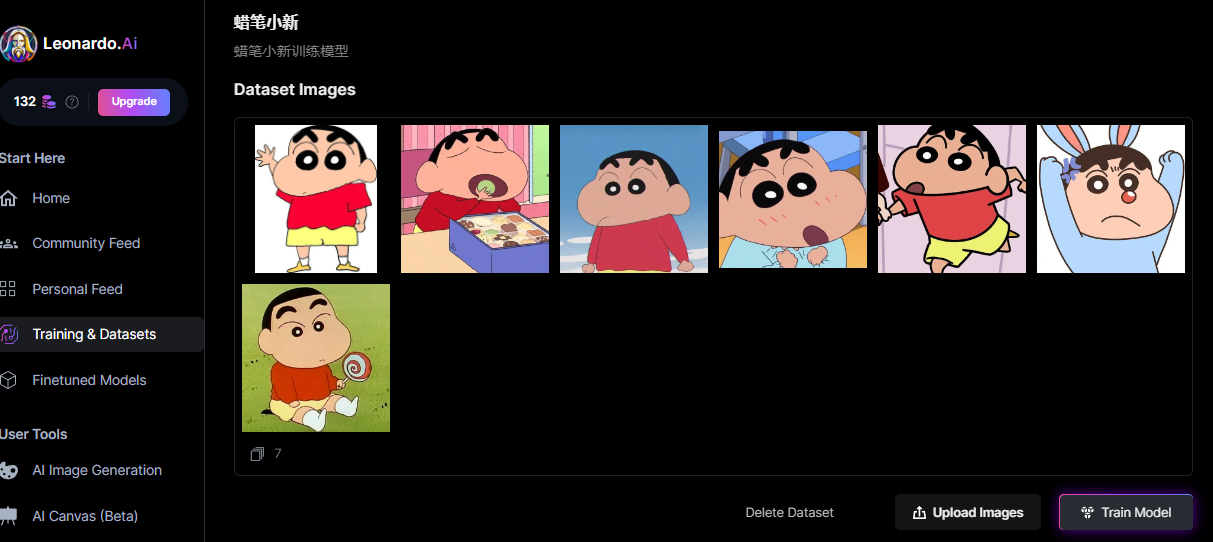 Leonardo.Ai
132
Upgrade
Start Here
Home
Community Feed
Personal Feed
Training & Datasets
Finetuned Models
User Tools
AI Image Generation
AI Canvas (Beta)
蜡笔小新
蜡笔小新训练模型
Dataset Images
7
Delete Dataset
Upload Images
Train Model